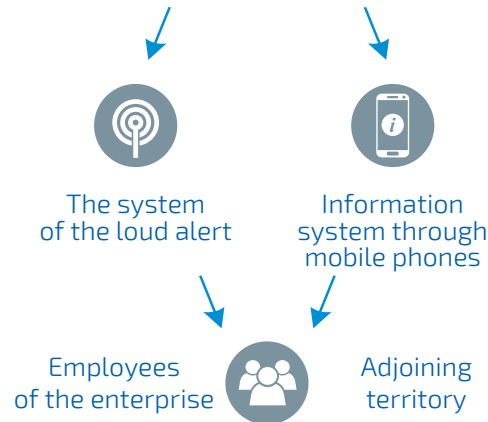 i
The system
of the loud alert
Information
system through
mobile phones
Employees
of the enterprise
Adjoining
territory